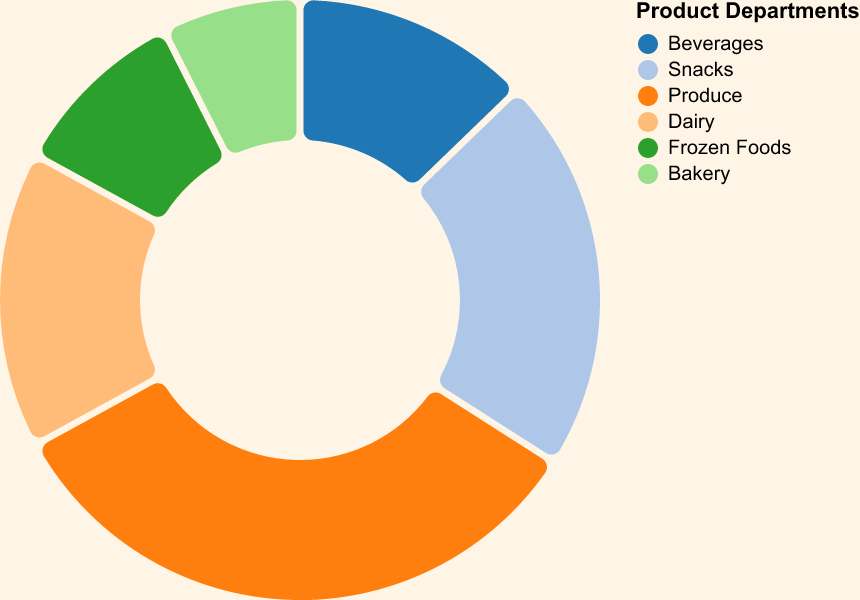 Product Departments
Beverages
Snacks
Produce
Dairy
Frozen Foods
Bakery